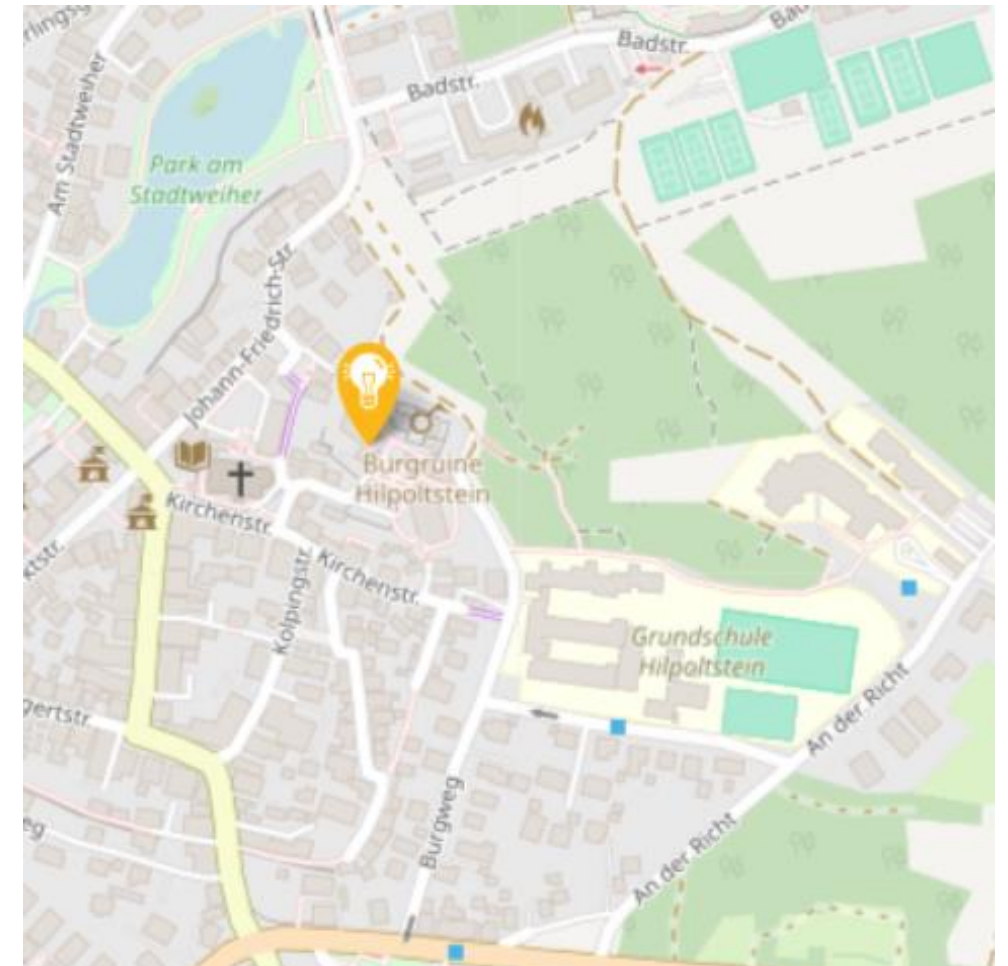 Badstr.
Badstr.
Am Stadtweiher
Park am
Stadtweiher
Johann-Friedrich-Str.
Burgruine
Hilpoltstein
Kirchenstr.
Kirchenstr.
Kolpingstr.
Grundschule
Hilpoltstein
An der Richt
Burgweg
An der Richt